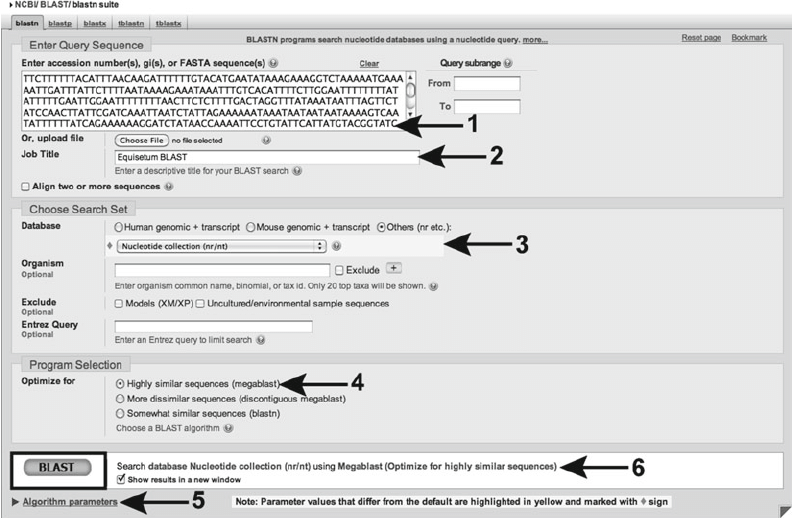 NCBI/ BLAST/ blastn suite
blastn blastp blastx tblastn tblastx
BLASTN programs search nucleotide databases using a nucleotide query. more...
Reset page Bookmark
Enter Query Sequence
Enter accession number(s), gi(s), or FASTA sequence(s) Clear Query subrange
TTCTTTTTTACATTTAACAAGATTTTTTGTACATGAATATAAACAAAGGTCTAAAAATGAAA
AATTGATTTATTCTTTTAATAAAAGAAATAAATTTGTCACATTTTCTTGGAATTTTTTTTAT
ATTTTTGAATTGGAATTTTTTTTAACTTCTCTTTTGACTAGGTTTATAAATAATTTAGTTCT
ATCCAACTTATTCGATCAAATTAATCTATTAGAAAAAATAAATAATAATAATAAAAGTCAA
TATTTTTTATCAGAAAAAAGGATCTATAACCAAAATTCCTGTATTCATTATGTACGGTATC
From
To
1
Or, upload file Choose File no file selected
Job Title Equisetum BLAST
2
Enter a descriptive title for your BLAST search
Align two or more sequences
Choose Search Set
Database Human genomic + transcript Mouse genomic + transcript Others (nr etc.):
Nucleotide collection (nr/nt)
3
Organism
Optional
Exclude +
Enter organism common name, binomial, or tax id. Only 20 top taxa will be shown.
Exclude Models (XM/XP) Uncultured/environmental sample sequences
Optional
Entrez Query
Optional
Enter an Entrez query to limit search
Program Selection
Optimize for Highly similar sequences (megablast)
4
More dissimilar sequences (discontiguous megablast)
Somewhat similar sequences (blastn)
Choose a BLAST algorithm
BLAST
Search database Nucleotide collection (nr/nt) using Megablast (Optimize for highly similar sequences)
6
Show results in a new window
Algorithm parameters
5
Note: Parameter values that differ from the default are highlighted in yellow and marked with ♦ sign